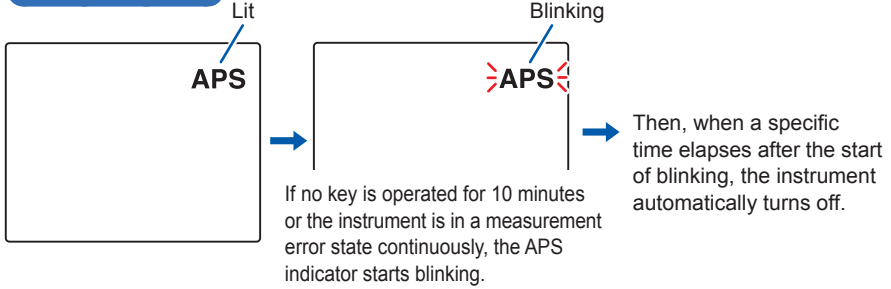 Lit
Blinking
APS
APS
If no key is operated for 10 minutes
or the instrument is in a measurement
error state continuously, the APS
indicator starts blinking.
Then, when a specific
time elapses after the start
of blinking, the instrument
automatically turns off.